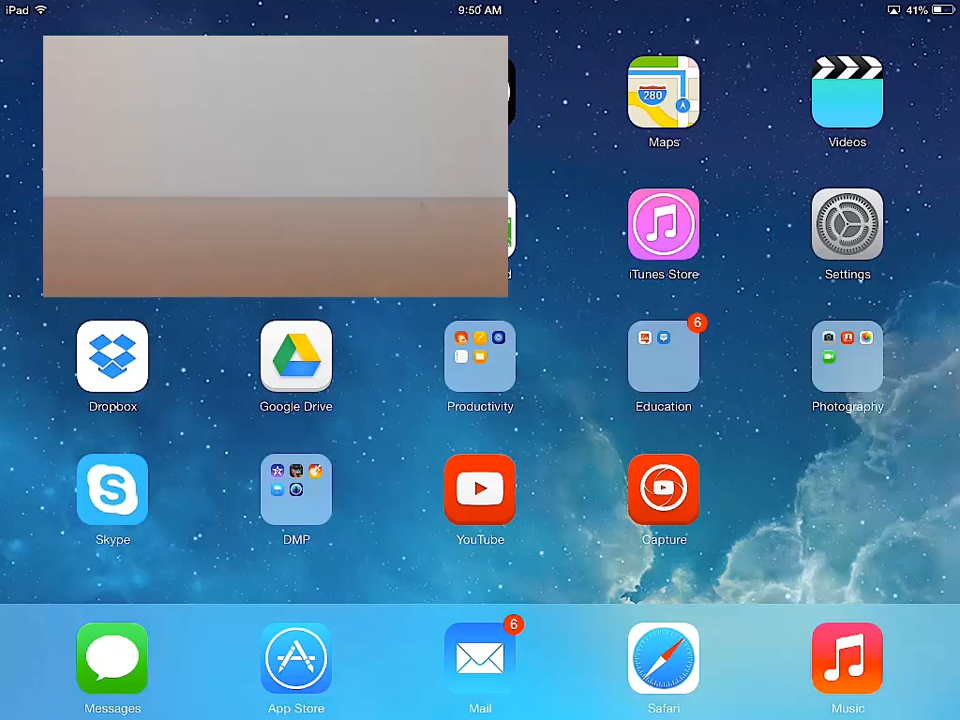 iPad 9:50 AM 41%
280
Maps Videos
iTunes Store Settings
6
Dropbox Google Drive Productivity Education Photography
S
Skype DMP YouTube Capture
6
Messages App Store Mail Safari Music